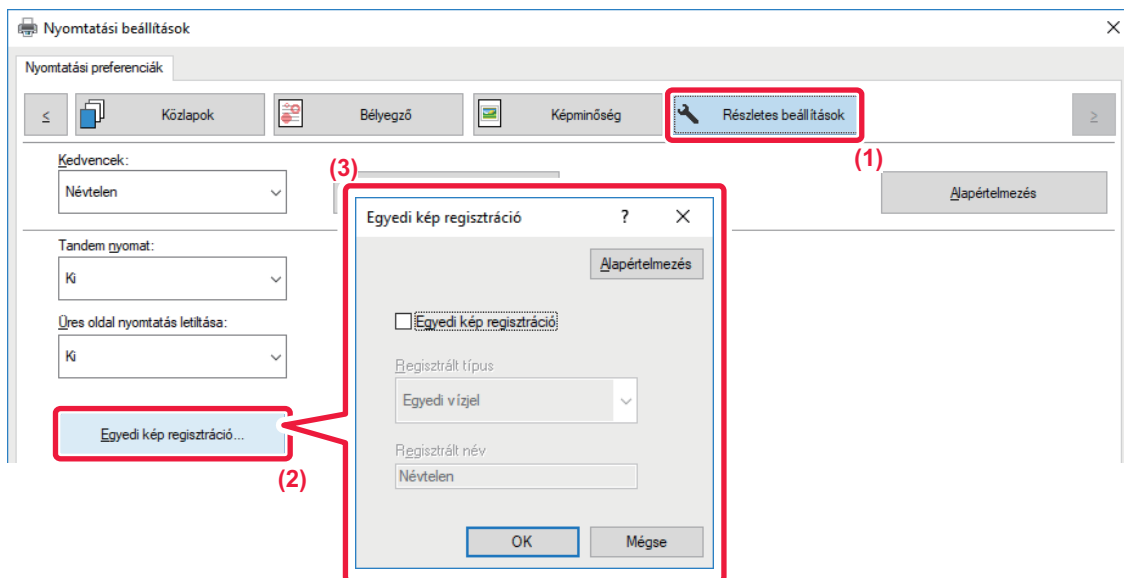 Nyomtatási beállítások
Nyomtatási preferenciák
< Közlapok Bélyegző Képminőség Részletes beállítások >
(1)
Kedvencek:
(3)
Névtelen
Alapértelmezés
Egyedi kép regisztráció ?
Alapértelmezés
Tandem nyomat:
Ki
Egyedi kép regisztráció
Üres oldal nyomtatás letiltása:
Ki
Regisztrált típus
Egyedi vízjel
Egyedi kép regisztráció...
(2)
Regisztrált név
Névtelen
OK Mégse